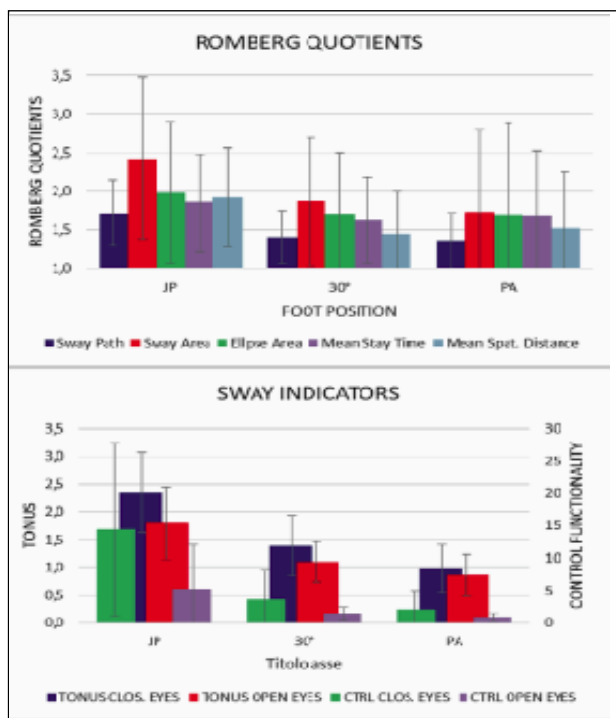 ROMBERG QUOTIENTS
ROMBERG QUOTIENTS
3,5
3,0
2,5
2,0
1,5
1,0
JP 30° PA
FOOT POSITION
Sway Path Sway Area Ellpse Area Mean Stay Time Mean Spat. Distance
SWAY INDICATORS
TONUS
3,5
3,0
2,5
2,0
1,5
1,0
0,5
0,0
30
25
20
15
10
5
0
CONTROL FUNCTIONALITY
JP 30° PA
Titoloasse
TONUS CLOS. EYES TONUS OPEN EYES CTRL CLOS. EYES CTRL OPEN EYES